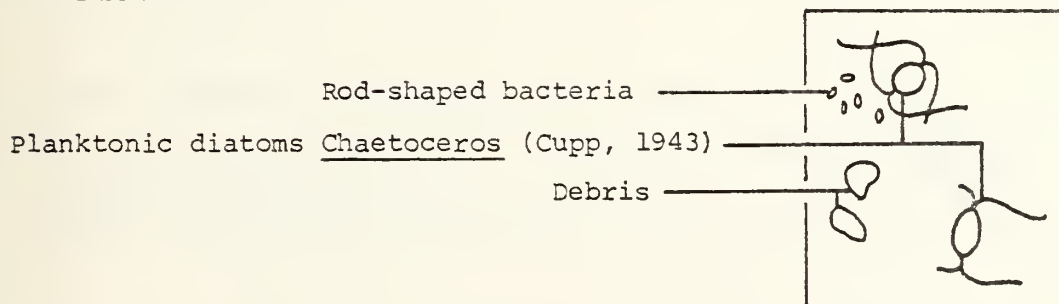 Rod-shaped bacteria
Planktonic diatoms Chaetoceros (Cupp, 1943)
Debris